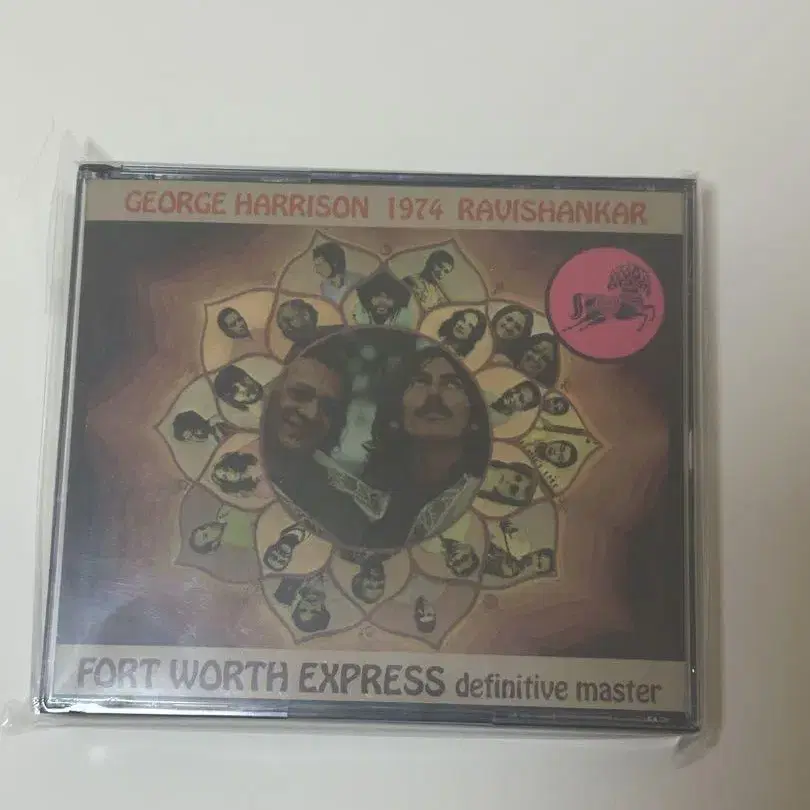 GEORGE HARRISON 1974 RAVISHANKAR
FORT WORTH EXPRESS definitive master